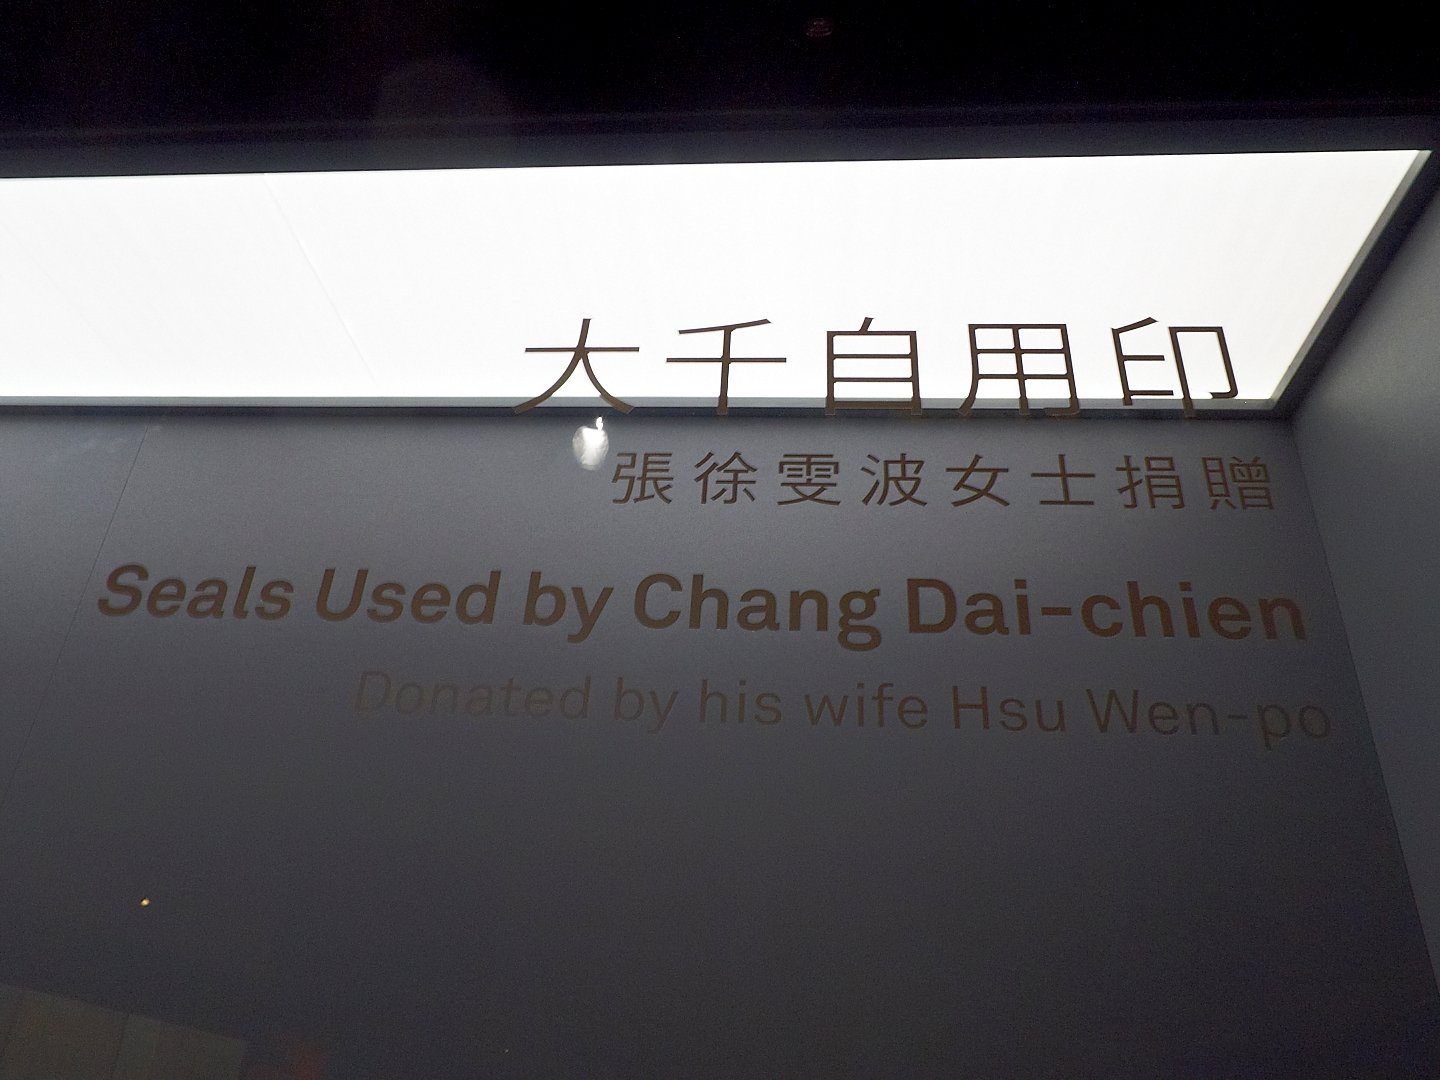 大千自用印
張徐雯波女士捐贈
Seals Used by Chang Dai-chien
Donated by his wife Hsu Wen-po